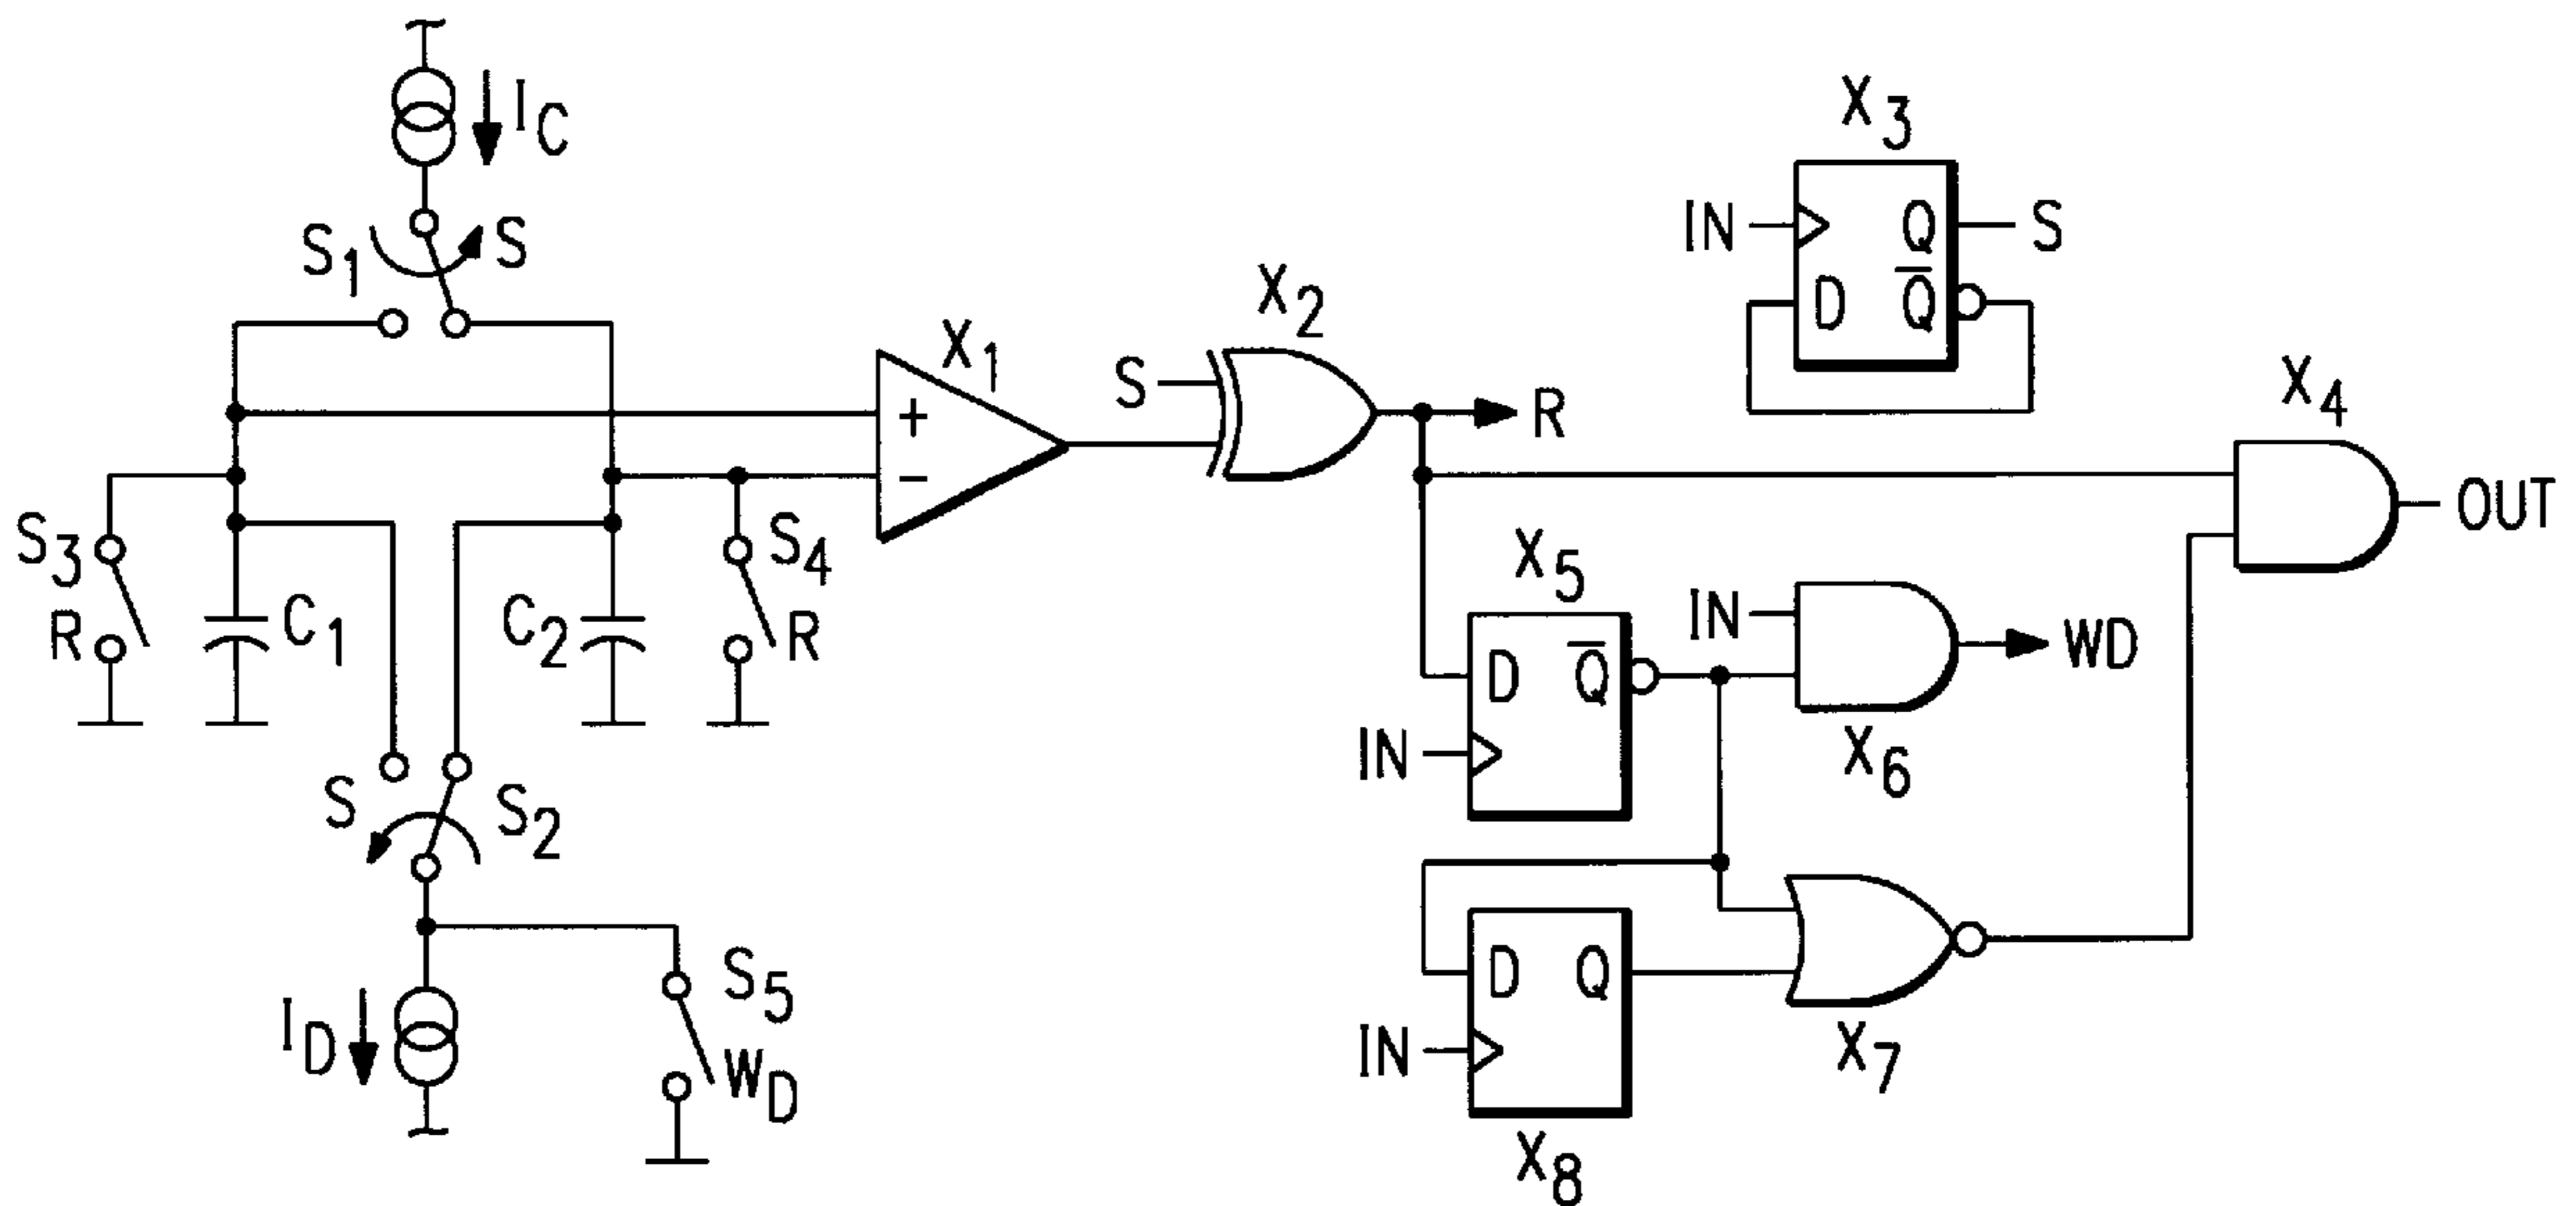 I_C
S_1
S
X_1
S
X_2
R
X_3
IN
Q
S
D
Q̅
X_4
OUT
S_3
R
C_1
C_2
S_4
R
+
−
X_5
D
Q̅
IN
IN
X_6
WD
S
S_2
I_D
S_5
W_D
D
Q
IN
X_8
X_7